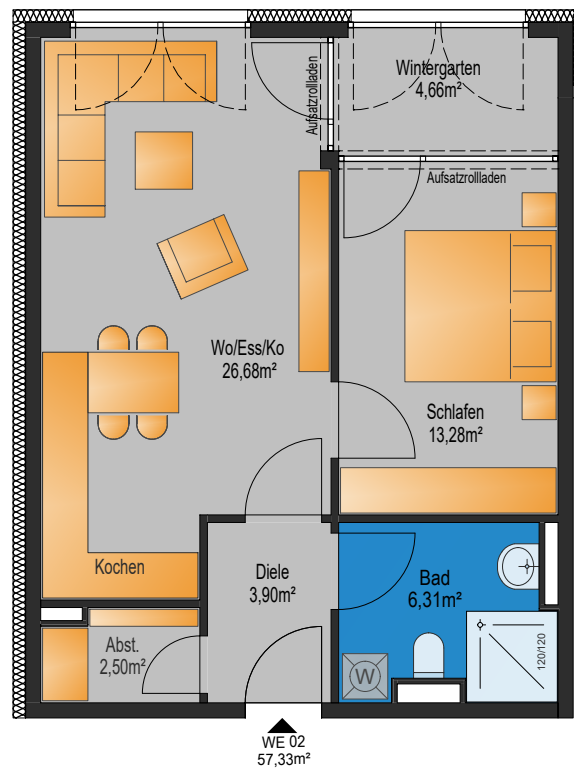 Wintergarten
4,66m²
Aufsatzrollladen
Aufsatzrollladen
Wo/Ess/Ko
26,68m²
Schlafen
13,28m²
Kochen
Diele
3,90m²
Bad
6,31m²
Abst.
2,50m²
W
120/120
WE 02
57,33m²